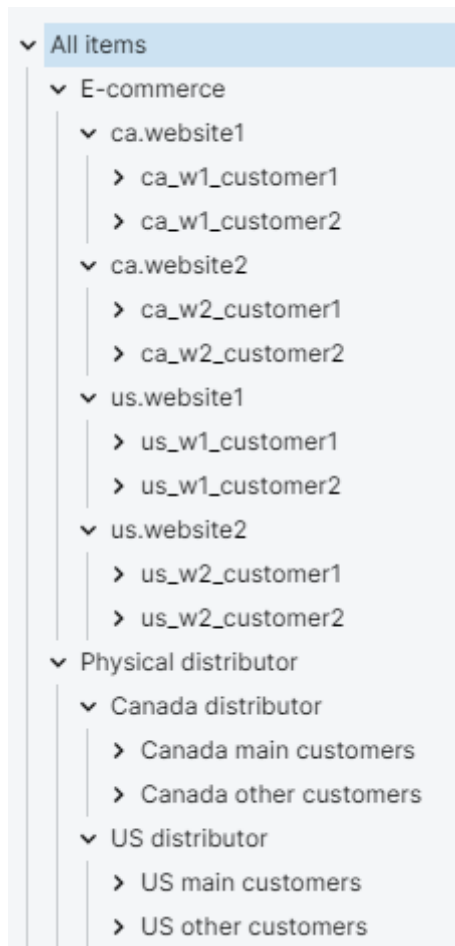 All items
E-commerce
ca.website1
ca_w1_customer1
ca_w1_customer2
ca.website2
ca_w2_customer1
ca_w2_customer2
us.website1
us_w1_customer1
us_w1_customer2
us.website2
us_w2_customer1
us_w2_customer2
Physical distributor
Canada distributor
Canada main customers
Canada other customers
US distributor
US main customers
US other customers